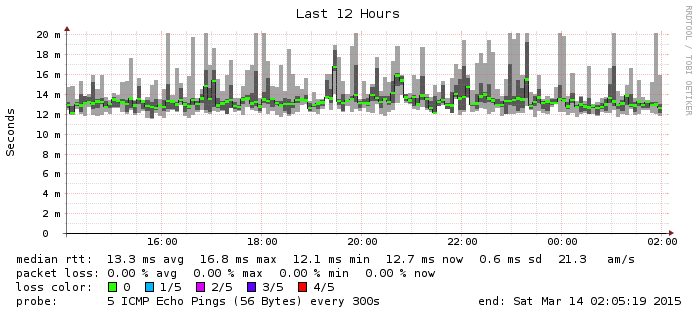 Last 12 Hours
RRDTOOL / TOBI OETIKER
Seconds
20 m
18 m
16 m
14 m
12 m
10 m
8 m
6 m
4 m
2 m
0
16:00 18:00 20:00 22:00 00:00 02:00
median rtt: 13.3 ms avg 16.8 ms max 12.1 ms min 12.7 ms now 0.6 ms sd 21.3 am/s
packet loss: 0.00 % avg 0.00 % max 0.00 % min 0.00 % now
loss color: 0 1/5 2/5 3/5 4/5
probe: 5 ICMP Echo Pings (56 Bytes) every 300s end: Sat Mar 14 02:05:19 2015